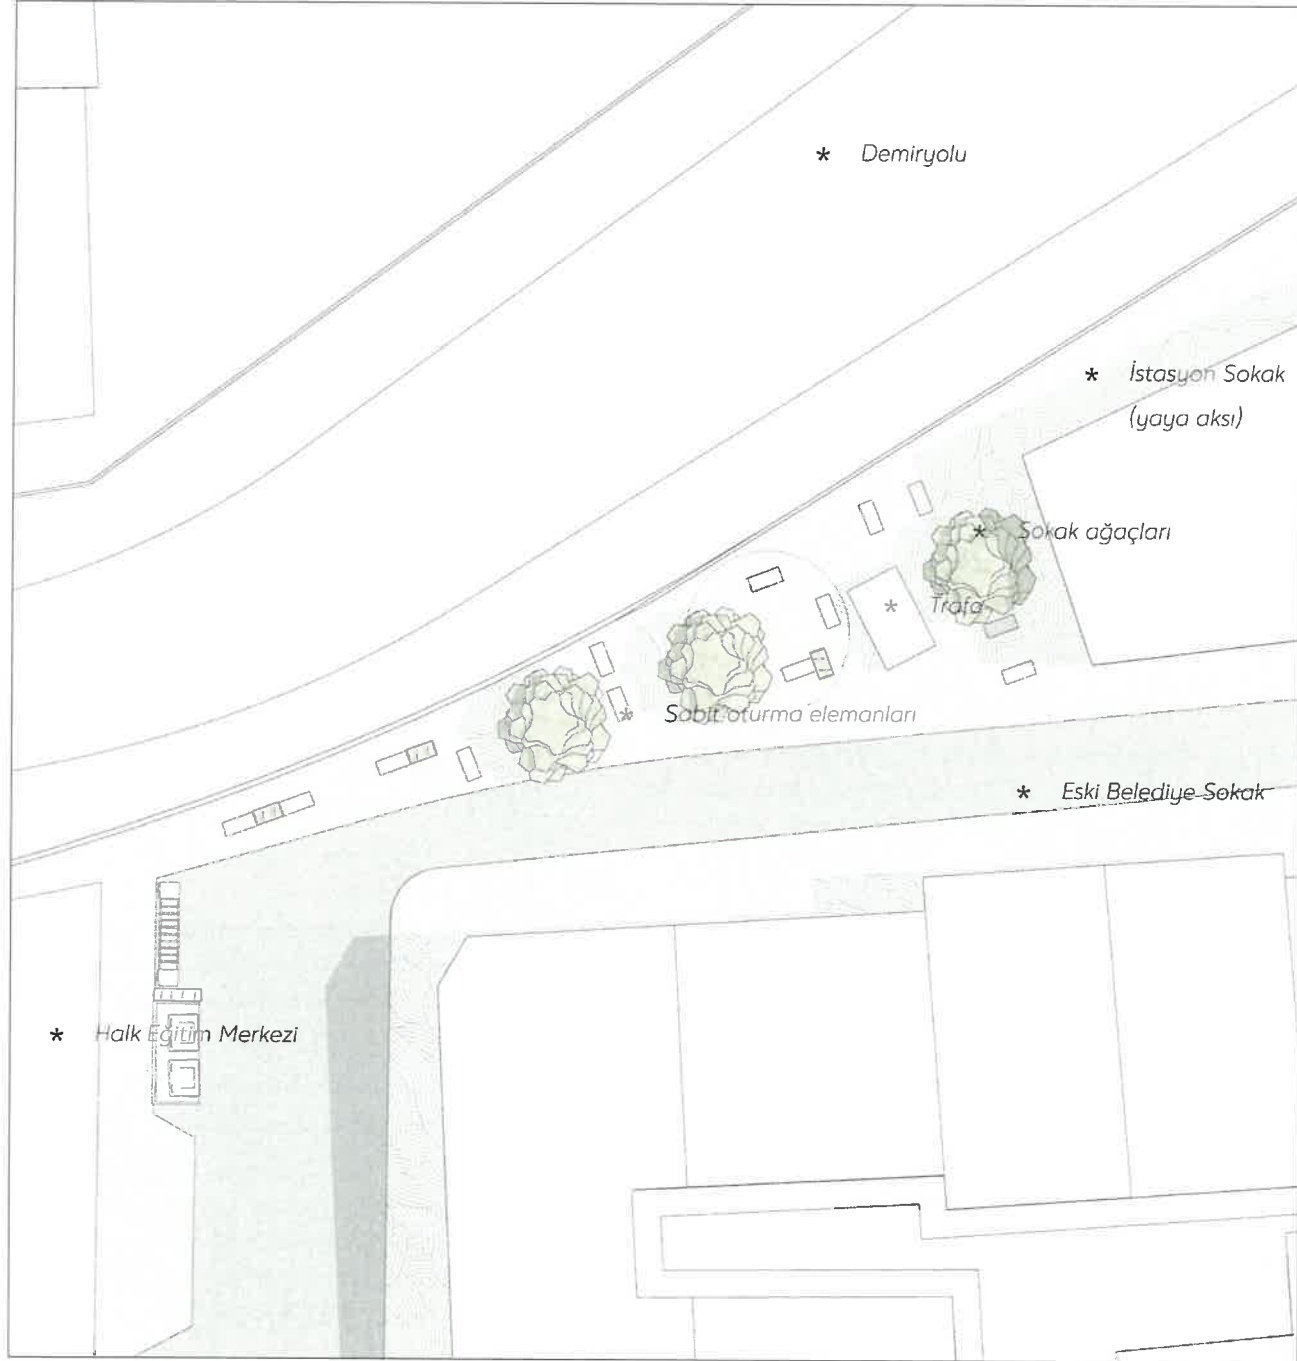 * Demiryolu
* İstasyon Sokak
(yaya aksı)
* Sokak ağaçları
* Trafo
* Sabit oturma elemanları
* Eski Belediye Sokak
* Halk Eğitim Merkezi